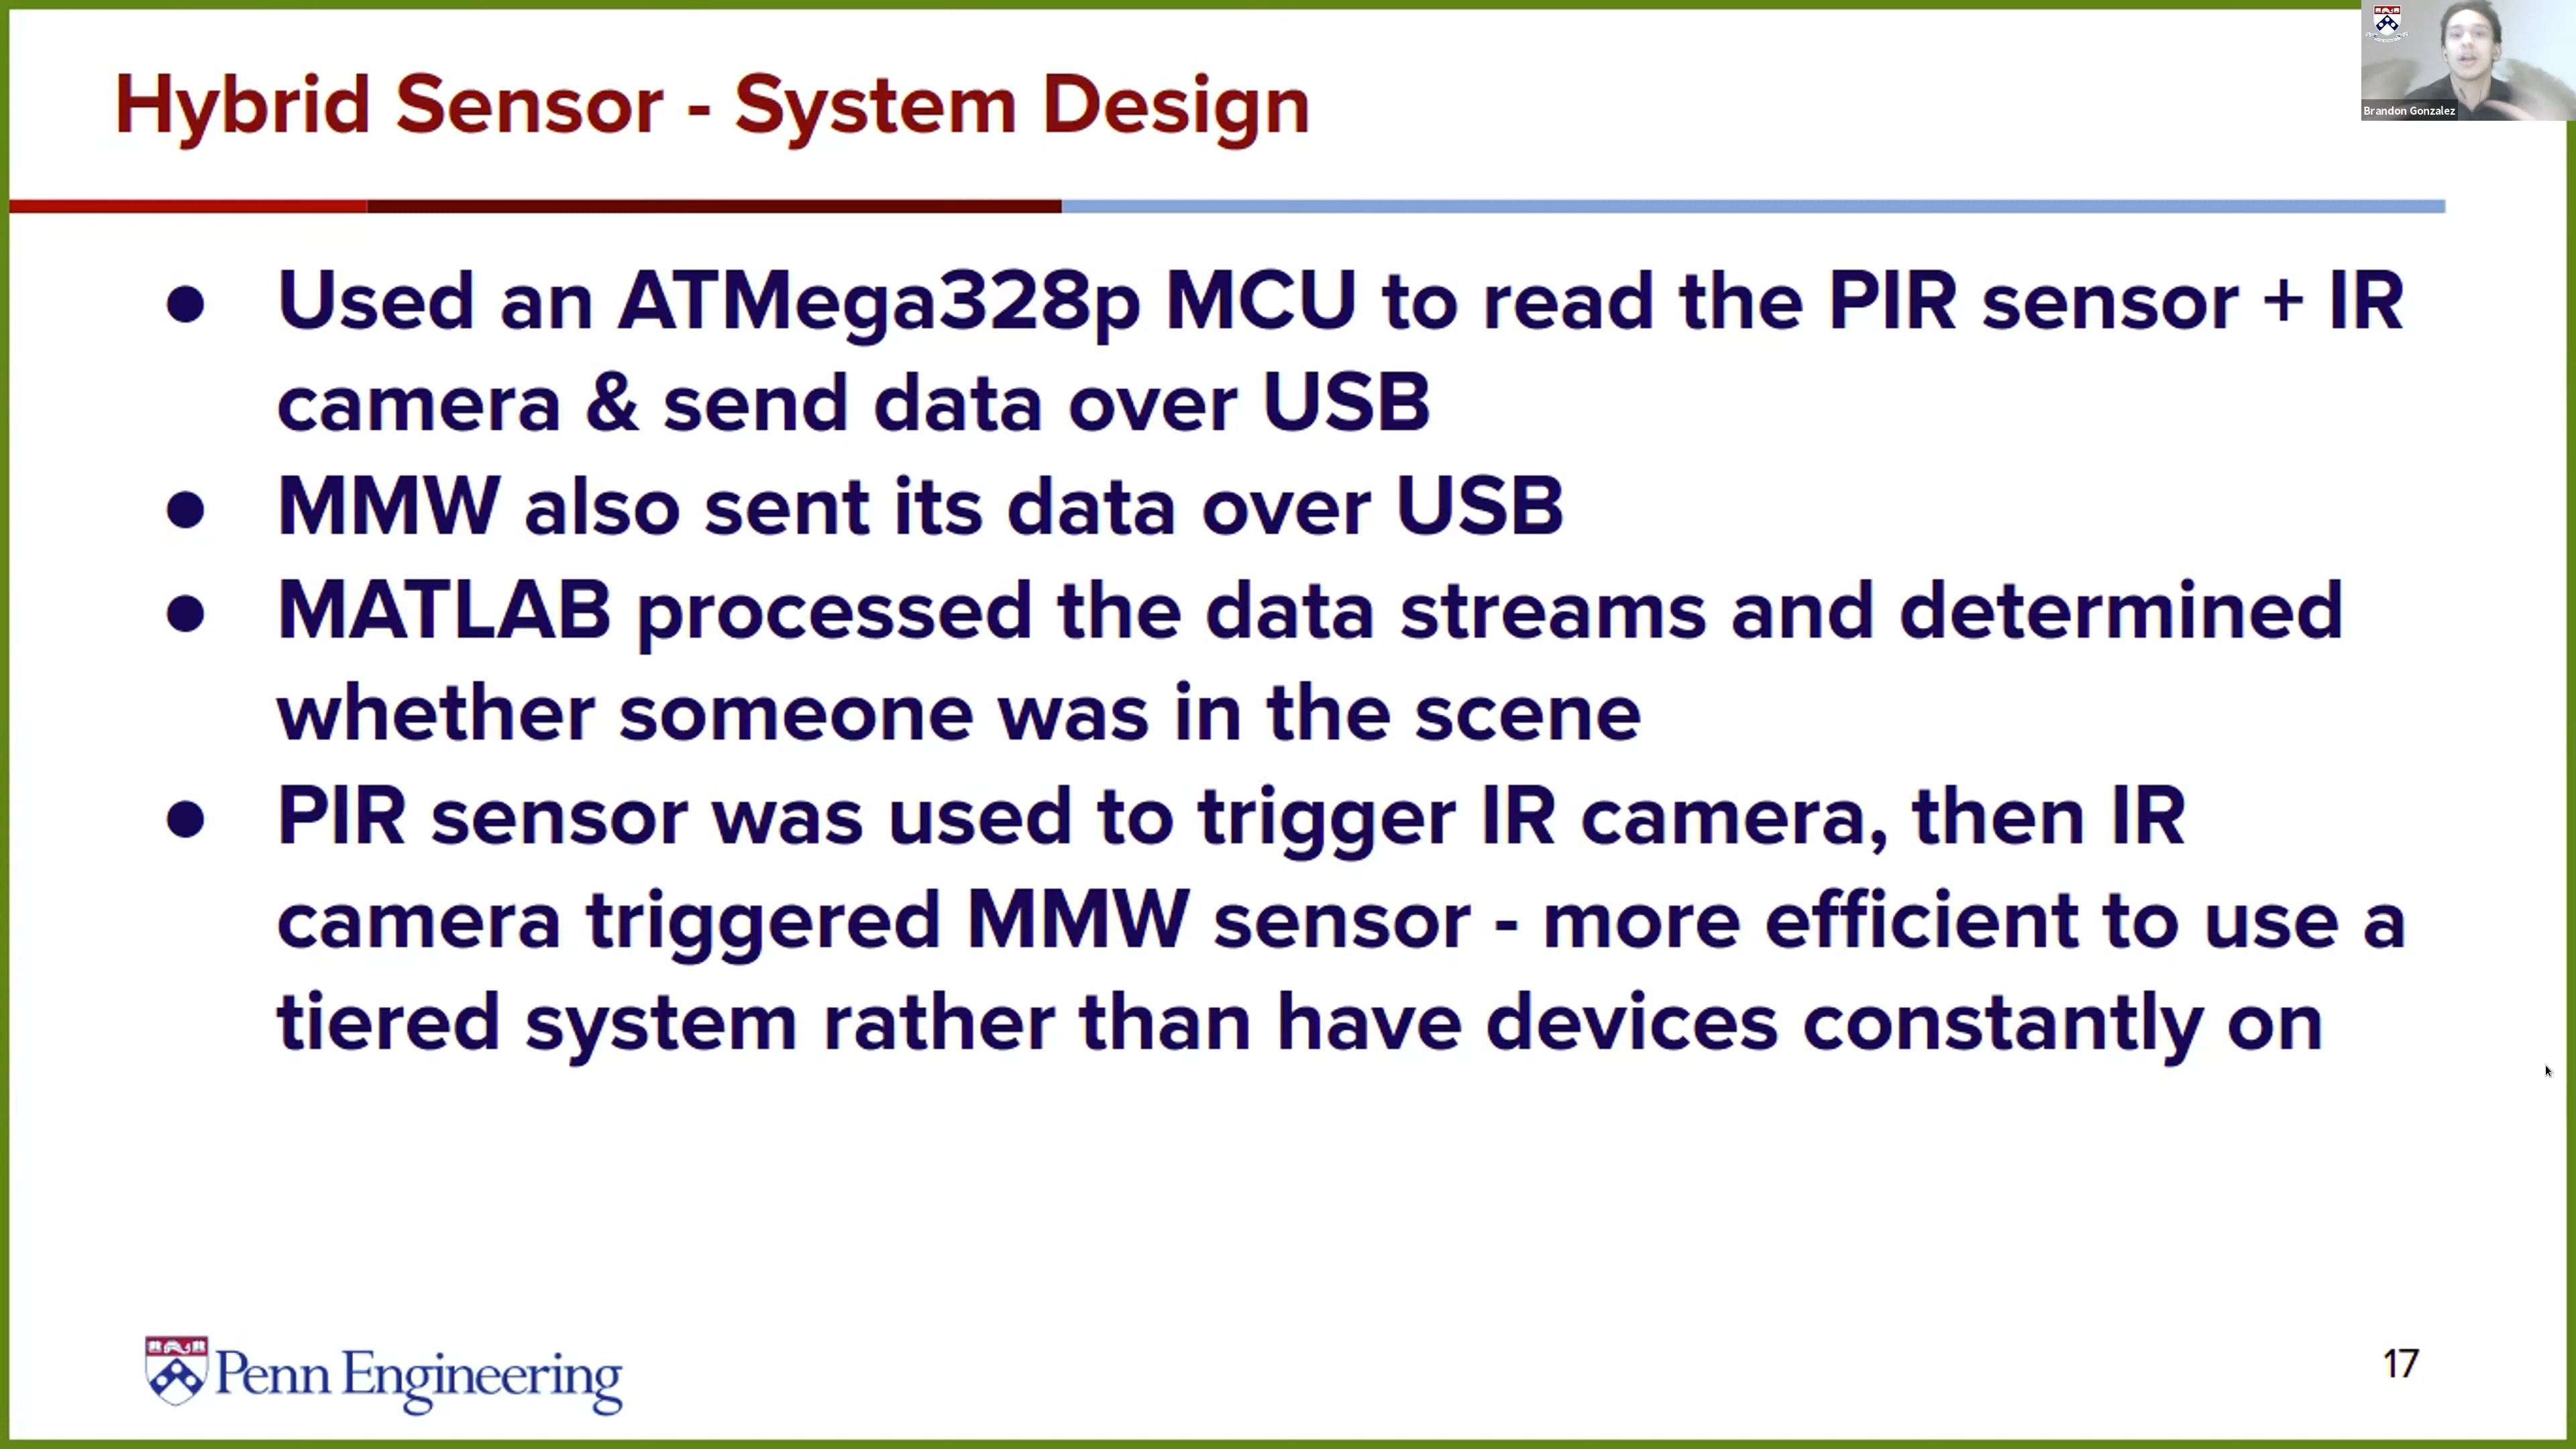 Hybrid Sensor - System Design
Brandon Gonzalez
● Used an ATMega328p MCU to read the PIR sensor + IR
camera & send data over USB
● MMW also sent its data over USB
● MATLAB processed the data streams and determined
whether someone was in the scene
● PIR sensor was used to trigger IR camera, then IR
camera triggered MMW sensor - more efficient to use a
tiered system rather than have devices constantly on
Penn Engineering
17